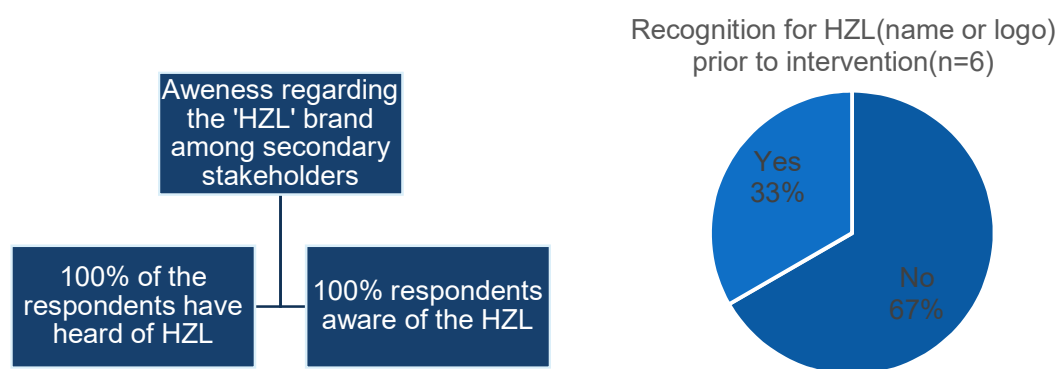 Aweness regarding
the 'HZL' brand
among secondary
stakeholders
100% of the
respondents have
heard of HZL
100% respondents
aware of the HZL
Recognition for HZL(name or logo)
prior to intervention(n=6)
Yes
33%
No
67%